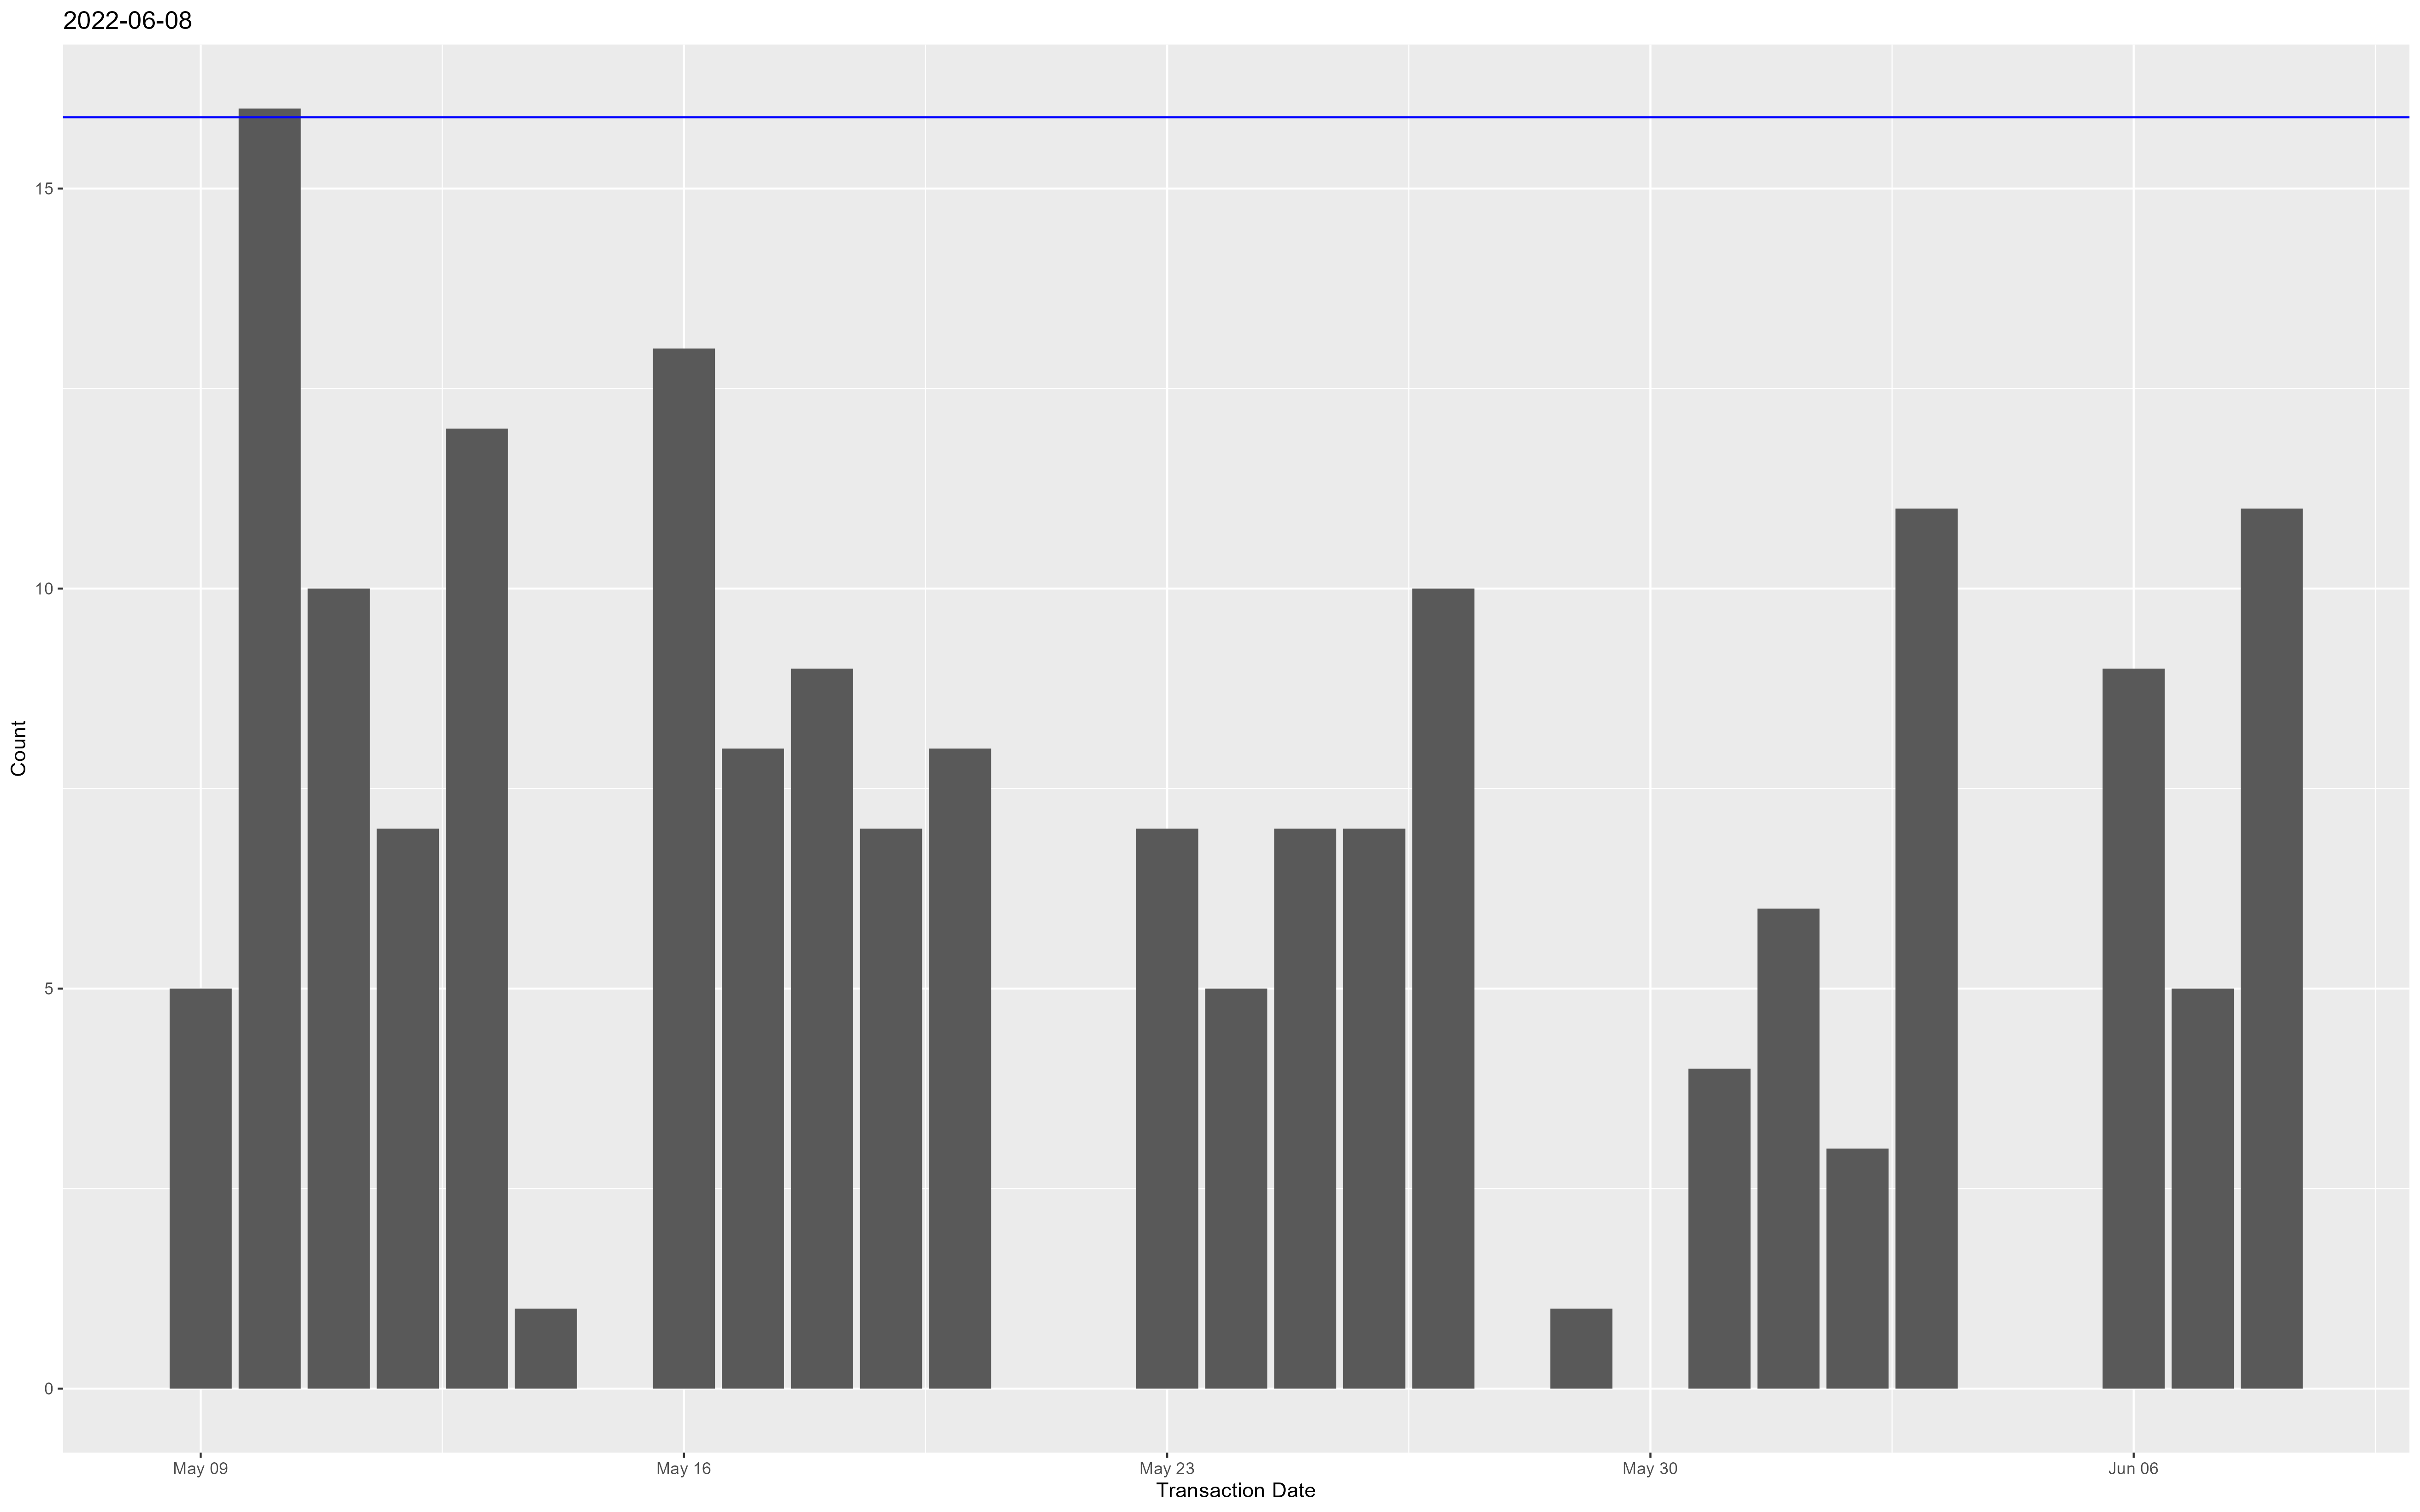 2022-06-08
Count
15
10
5
0
May 09
May 16
May 23
May 30
Jun 06
Transaction Date